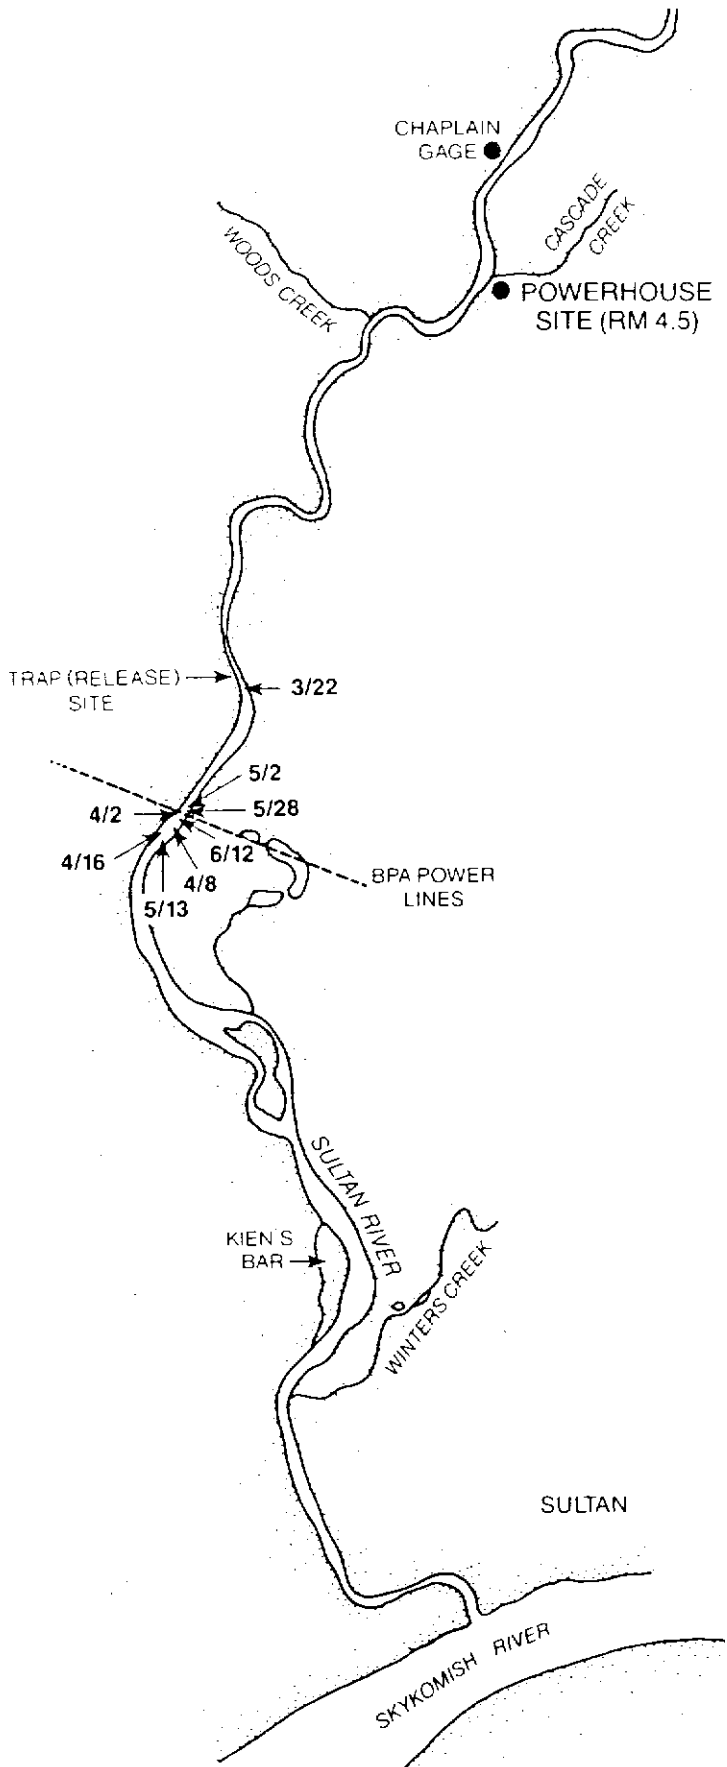 CHAPLAIN
GAGE
CASCADE
CREEK
WOODS CREEK
POWERHOUSE
SITE (RM 4.5)
TRAP (RELEASE)
SITE
3/22
5/2
4/2
5/28
6/12
4/16
4/8
5/13
BPA POWER
LINES
SULTAN RIVER
KIEN'S
BAR
WINTERS CREEK
SULTAN
SKYKOMISH RIVER